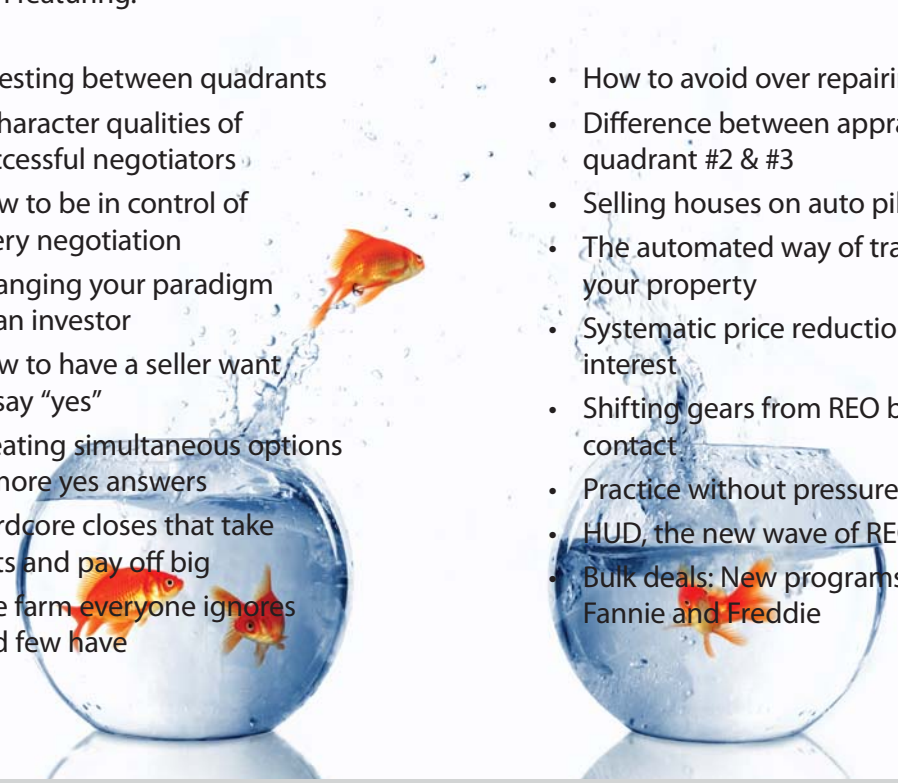 featuring:
esting between quadrants
haracter qualities of
ccessful negotiators
w to be in control of
ery negotiation
anging your paradigm
an investor
w to have a seller want
say “yes”
eating simultaneous options
more yes answers
rdcore closes that take
ts and pay off big
e farm everyone ignores
d few have
• How to avoid over repairi
• Difference between appra
quadrant #2 & #3
• Selling houses on auto pi
• The automated way of tra
your property
• Systematic price reductio
interest
• Shifting gears from REO b
contact
• Practice without pressure
• HUD, the new wave of RE
• Bulk deals: New programs
Fannie and Freddie